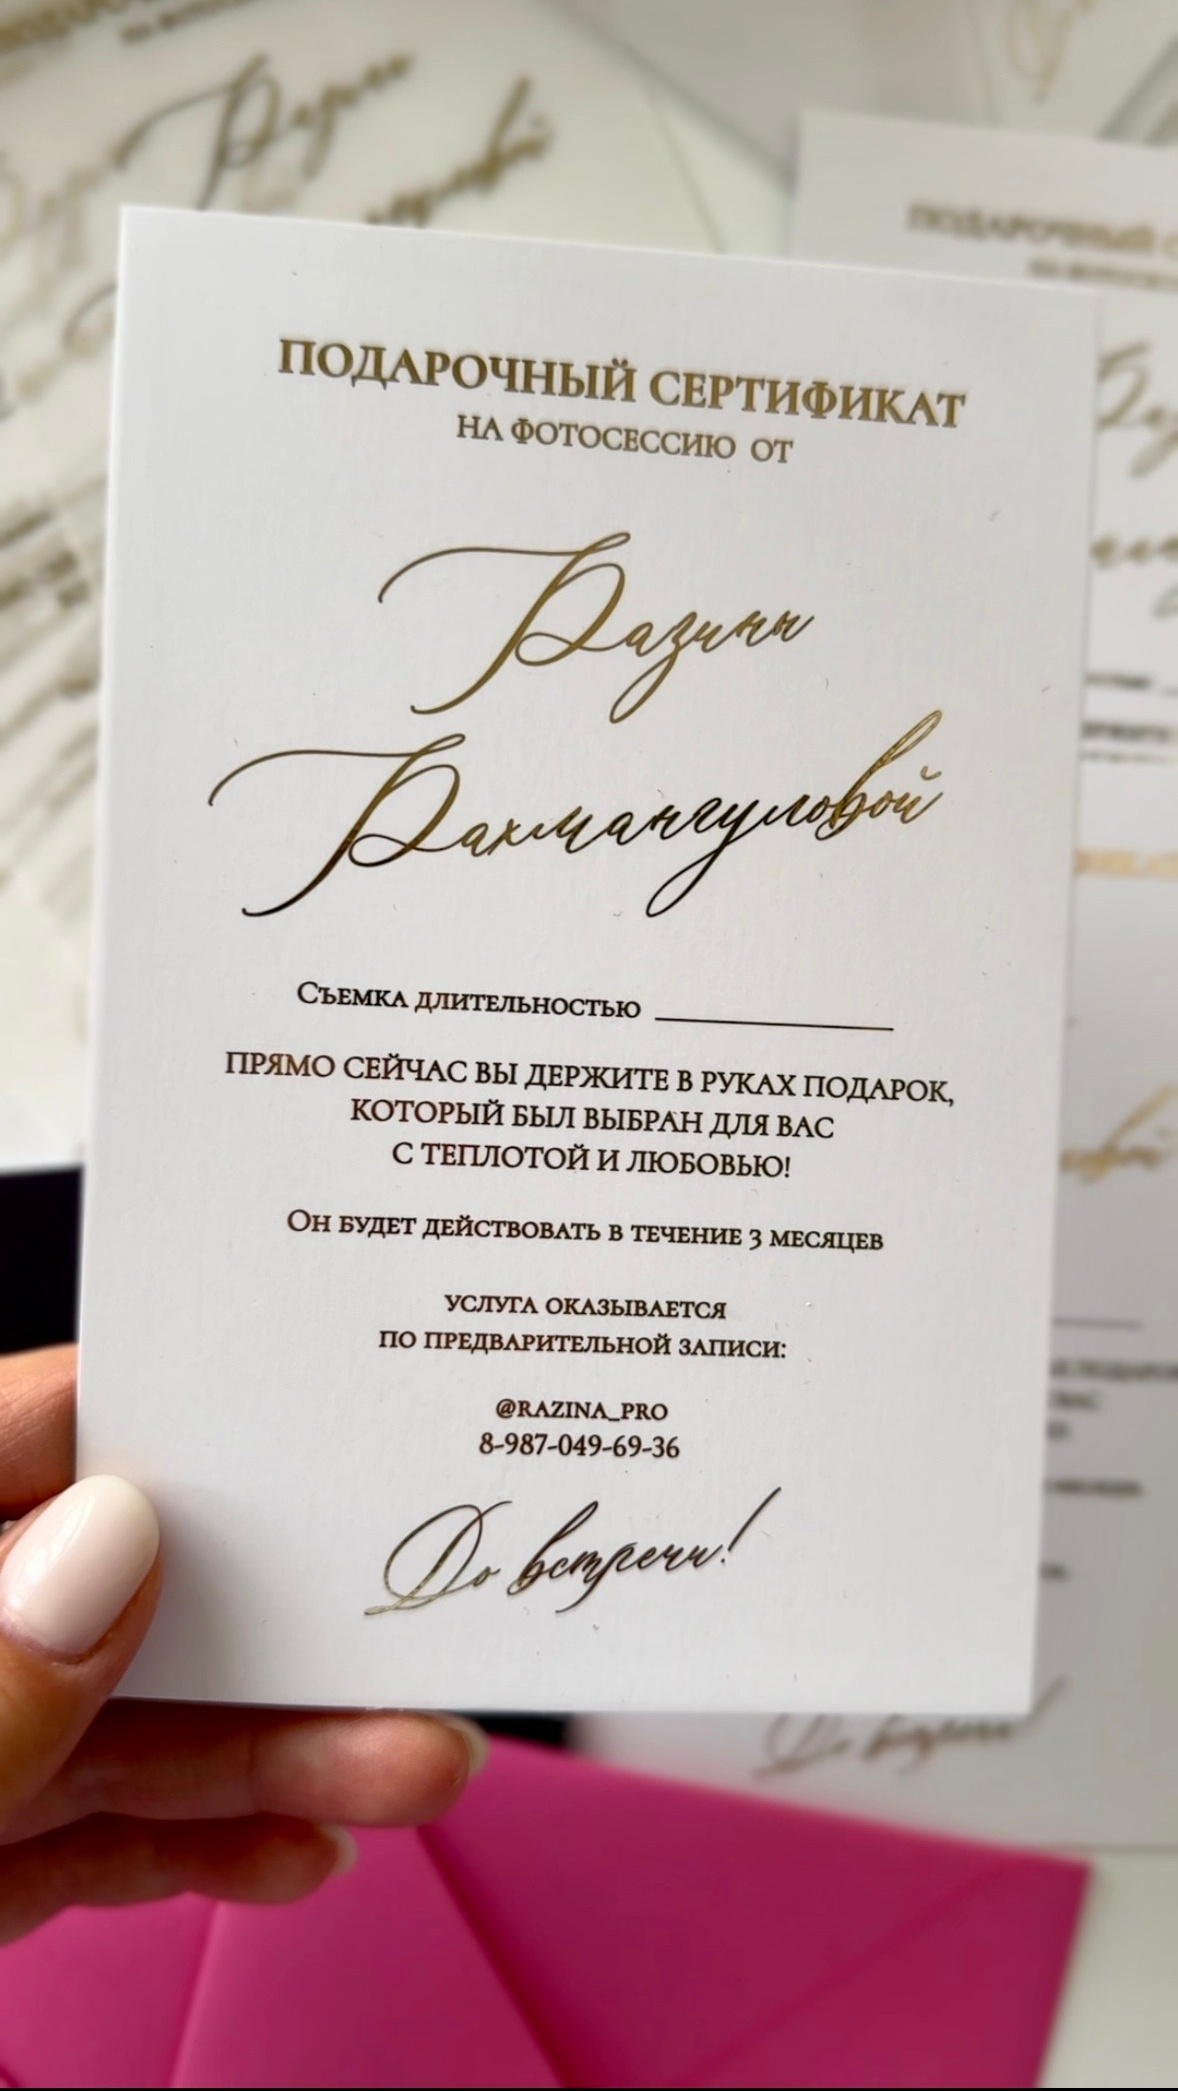 ПОДАРОЧНЫЙ СЕРТИФИКАТ
НА ФОТОСЕССИЮ ОТ
Разины
Рахмангуловой
Съемка длительностью ____________
ПРЯМО СЕЙЧАС ВЫ ДЕРЖИТЕ В РУКАХ ПОДАРОК,
КОТОРЫЙ БЫЛ ВЫБРАН ДЛЯ ВАС
С ТЕПЛОТОЙ И ЛЮБОВЬЮ!
Он будет действовать в течение 3 месяцев
УСЛУГА ОКАЗЫВАЕТСЯ
ПО ПРЕДВАРИТЕЛЬНОЙ ЗАПИСИ:
@RAZINA_PRO
8-987-049-69-36
До встречи!